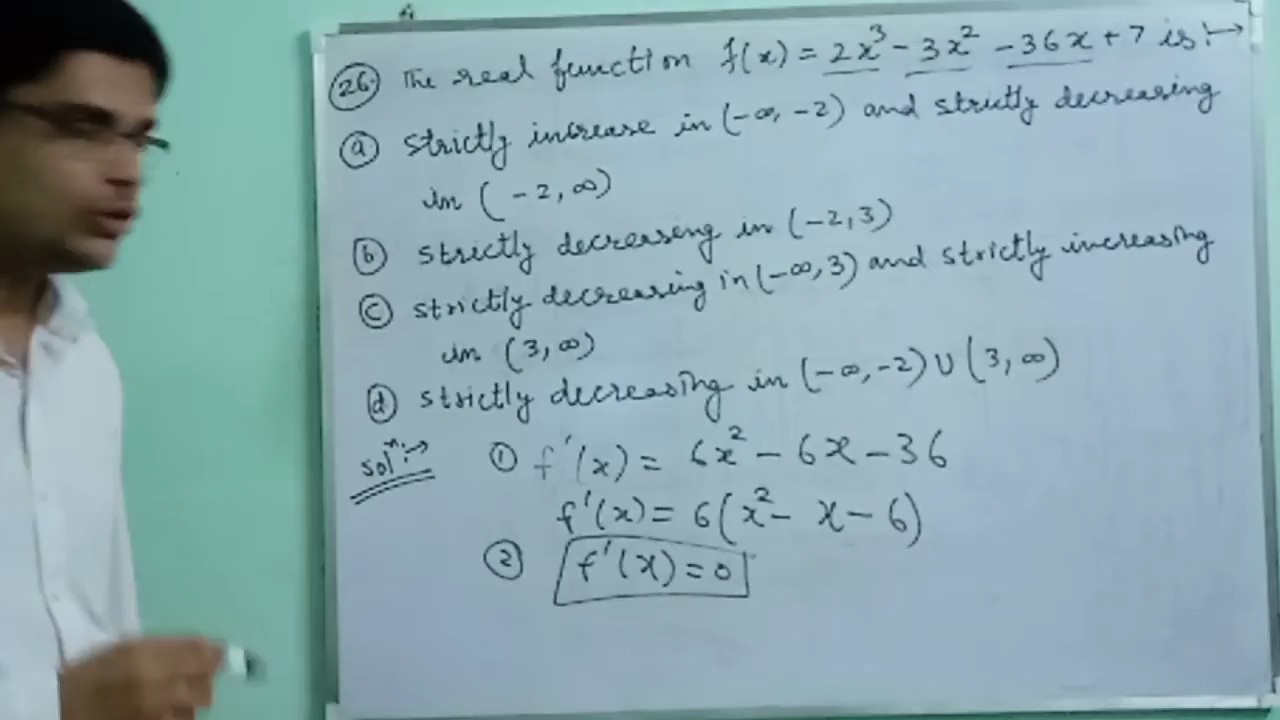 26. The real function f(x) = 2x³ - 3x² - 36x + 7 is :→
(a) strictly increase in (-∞, -2) and strictly decreasing
in (-2, ∞)
(b) strictly decreasing in (-2, 3)
(c) strictly decreasing in (-∞, 3) and strictly increasing
in (3, ∞)
(d) strictly decreasing in (-∞, -2) ∪ (3, ∞)
Solⁿ:→ ① f'(x) = 6x² - 6x - 36
f'(x) = 6(x² - x - 6)
② f'(x) = 0